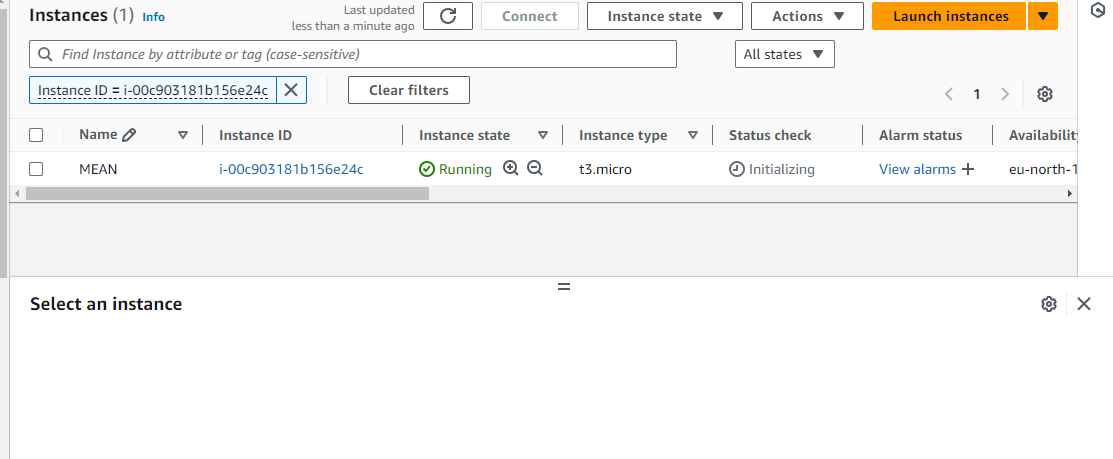 Instances (1) Info
Last updated
less than a minute ago
Connect
Instance state
Actions
Launch instances
Find Instance by attribute or tag (case-sensitive)
All states
Instance ID = i-00c903181b156e24c
Clear filters
1
Name Instance ID Instance state Instance type Status check Alarm status Availability
MEAN i-00c903181b156e24c Running t3.micro Initializing View alarms eu-north-1
Select an instance